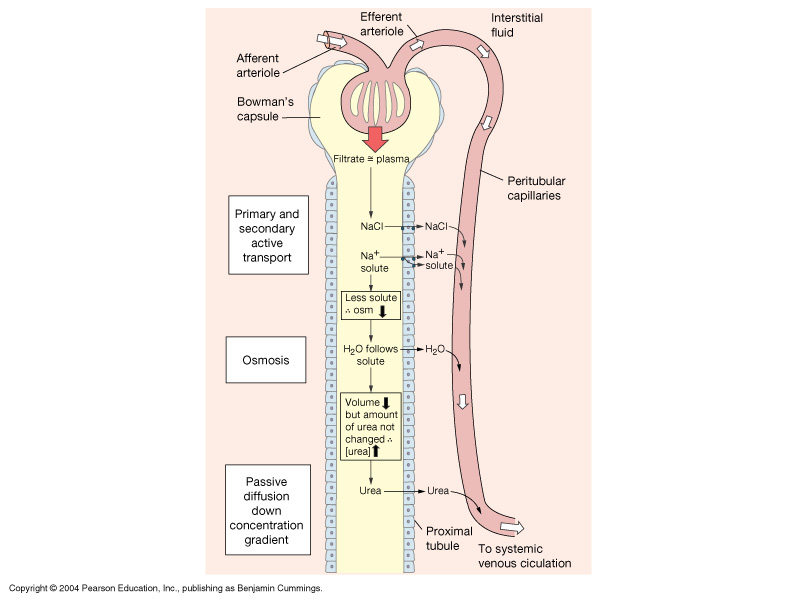 Efferent
arteriole
Interstitial
fluid
Afferent
arteriole
Bowman's
capsule
Filtrate ≅ plasma
Peritubular
capillaries
Primary and
secondary
active
transport
NaCl
NaCl
Na+
solute
Na+
solute
Less solute
∴ osm
Osmosis
H2O follows
solute
H2O
Volume
but amount
of urea not
changed ∴
[urea]
Passive
diffusion
down
concentration
gradient
Urea
Urea
Proximal
tubule
To systemic
venous ciculation
Copyright © 2004 Pearson Education, Inc., publishing as Benjamin Cummings.